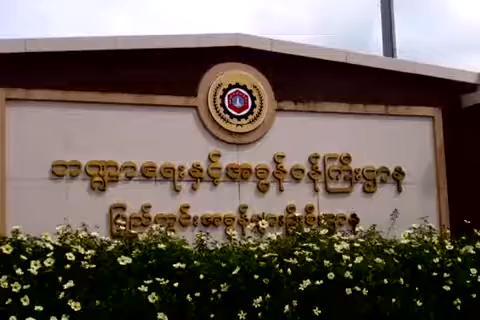 ဘဏ္ဍာရေးနှင့်အခွန်ဝန်ကြီးဌာန
ပြည်တွင်းအခွန်များဦးစီးဌာန